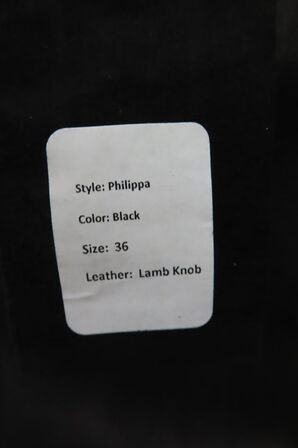 Style: Philippa
Color: Black
Size: 36
Leather: Lamb Knob